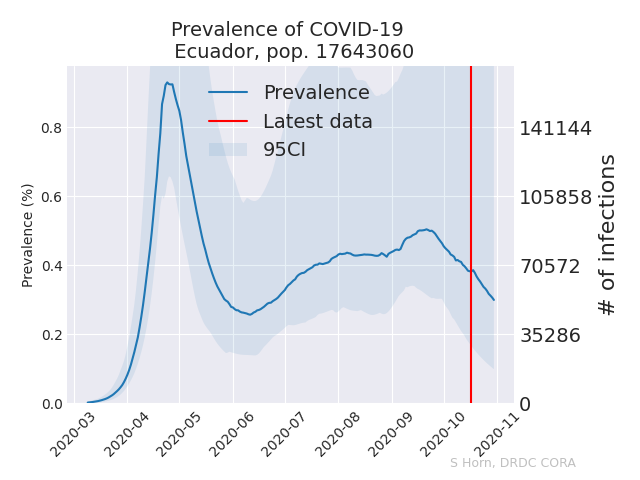 Prevalence of COVID-19
Ecuador, pop. 17643060
Prevalence
Latest data
95CI
Prevalence (%)
0.8
0.6
0.4
0.2
0.0
141144
105858
70572
35286
0
# of infections
2020-03
2020-04
2020-05
2020-06
2020-07
2020-08
2020-09
2020-10
2020-11
S Horn, DRDC CORA